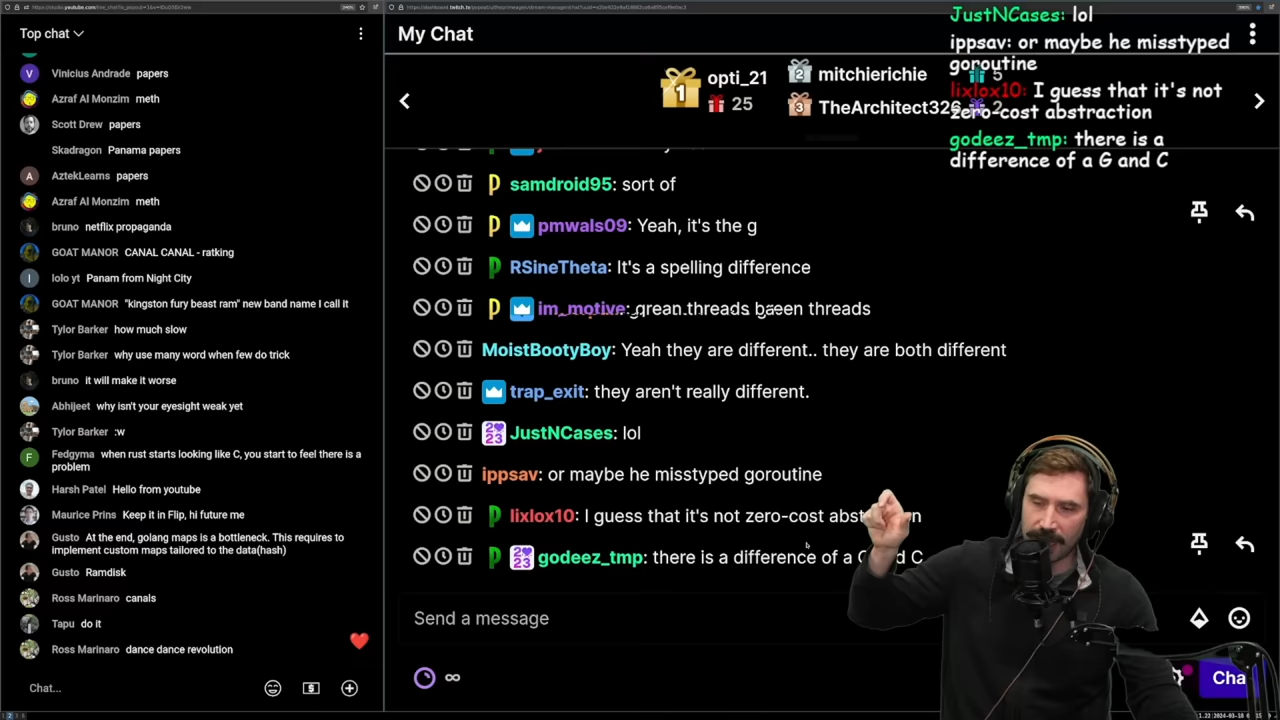 Top chat
Vinicius Andrade papers
Azraf Al Monzim meth
Scott Drew papers
Skadragon Panama papers
AztekLearns papers
Azraf Al Monzim meth
bruno netflix propaganda
GOAT MANOR CANAL CANAL - ratking
lolo yt Panam from Night City
GOAT MANOR "kingston fury beast ram" new band name I call it
Tylor Barker how much slow
Tylor Barker why use many word when few do trick
bruno it will make it worse
Abhijeet why isn't your eyesight weak yet
Tylor Barker :w
Fedgyma when rust starts looking like C, you start to feel there is a
problem
Harsh Patel Hello from youtube
Maurice Prins Keep it in Flip, hi future me
Gusto At the end, golang maps is a bottleneck. This requires to
implement custom maps tailored to the data(hash)
Gusto Ramdisk
Ross Marinaro canals
Tapu do it
Ross Marinaro dance dance revolution
Chat...
My Chat
1 opti_21
25
2 mitchierichie
5
3 TheArchitect326
2
samdroid95: sort of
pmwals09: Yeah, it's the g
RSineTheta: It's a spelling difference
im_motive: grean threads baeen threads
MoistBootyBoy: Yeah they are different.. they are both different
trap_exit: they aren't really different.
JustNCases: lol
ippsav: or maybe he misstyped goroutine
lixlox10: I guess that it's not zero-cost
godeez_tmp: there is a difference of a C
Send a message
Cha
JustNCases: lol
ippsav: or maybe he misstyped
goroutine
lixlox10: I guess that it's not
zero-cost abstraction
godeez_tmp: there is a
difference of a G and C